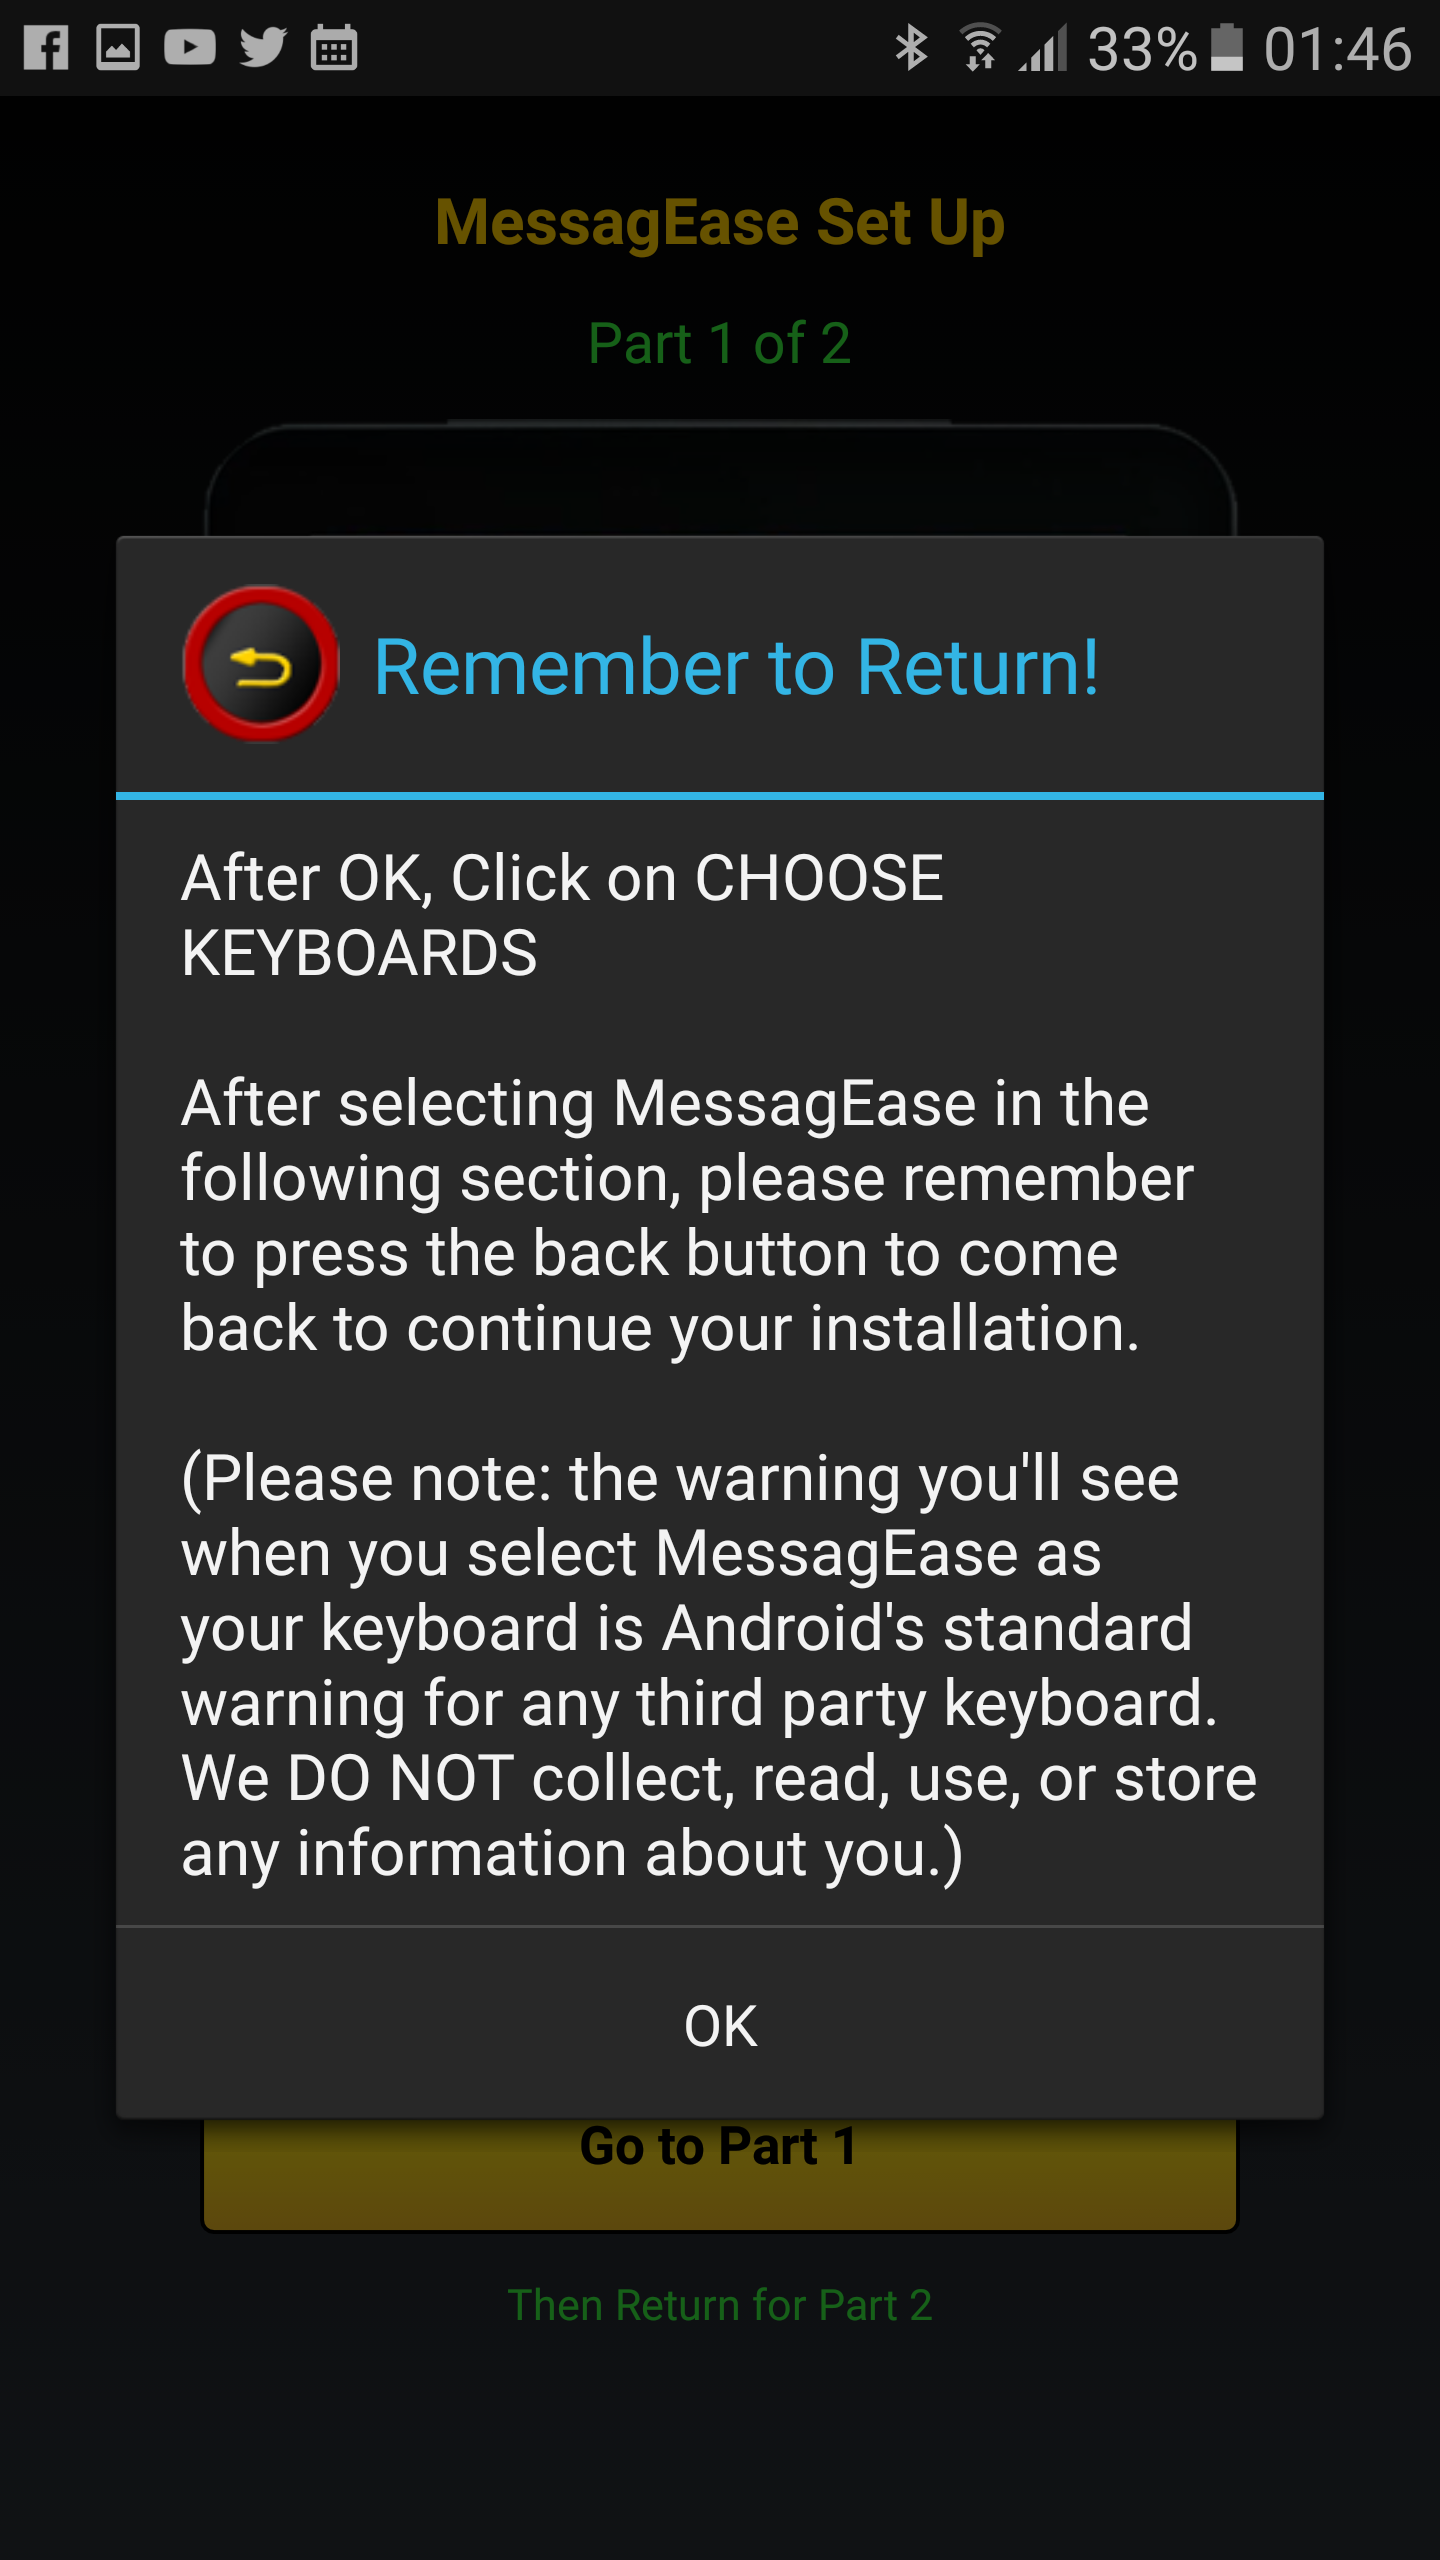 33% 01:46
MessagEase Set Up
Part 1 of 2
Remember to Return!
After OK, Click on CHOOSE
KEYBOARDS
After selecting MessagEase in the
following section, please remember
to press the back button to come
back to continue your installation.
(Please note: the warning you'll see
when you select MessagEase as
your keyboard is Android's standard
warning for any third party keyboard.
We DO NOT collect, read, use, or store
any information about you.)
OK
Go to Part 1
Then Return for Part 2